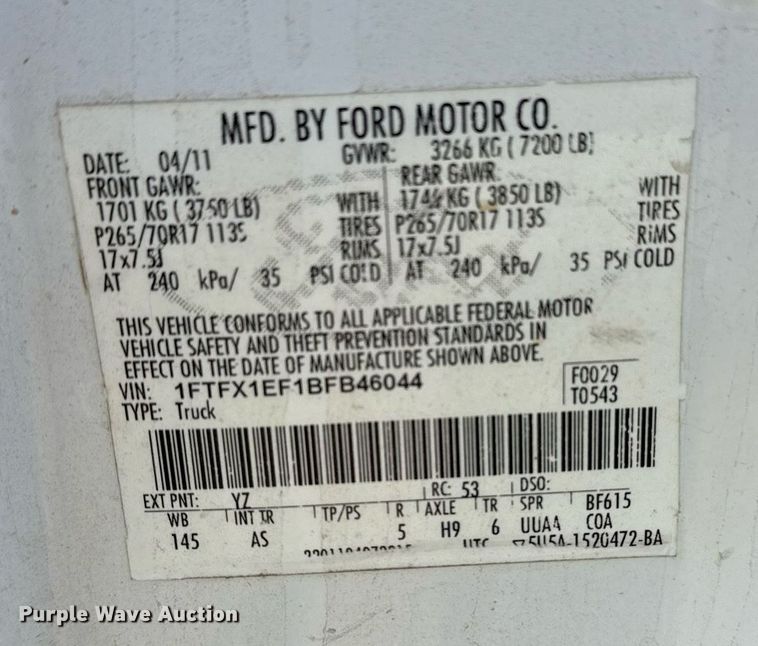 MFD. BY FORD MOTOR CO.
DATE: 04/11 GVWR: 3266 KG ( 7200 LB)
FRONT GAWR: REAR GAWR:
1701 KG ( 3750 LB) WITH 1746 KG ( 3850 LB) WITH
P265/70R17 113S TIRES P265/70R17 113S TIRES
17x7.5J RIMS 17x7.5J RIMS
AT 240 kPa/ 35 PSI COLD AT 240 kPa/ 35 PSI COLD
THIS VEHICLE CONFORMS TO ALL APPLICABLE FEDERAL MOTOR
VEHICLE SAFETY AND THEFT PREVENTION STANDARDS IN
EFFECT ON THE DATE OF MANUFACTURE SHOWN ABOVE.
VIN: 1FTFX1EF1BFB46044 F0029
TYPE: Truck T0543
EXT PNT: YZ RC: 53 DSO:
WB INT TR TP/PS R AXLE TR SPR BF615
145 AS 5 H9 6 UUA4 COA
UTC 5U5A-1520472-BA
Purple Wave Auction